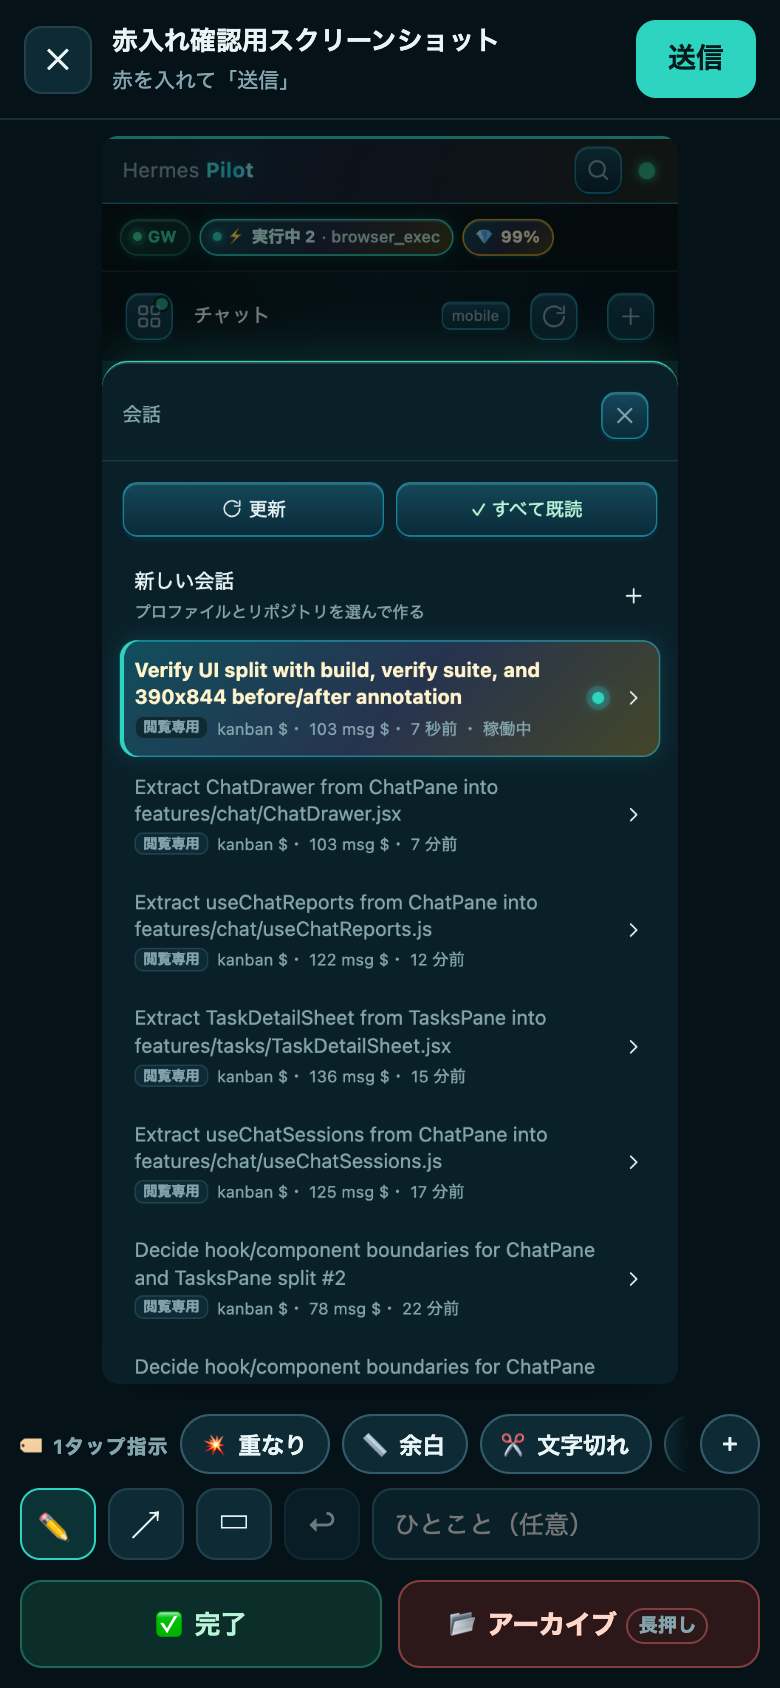 赤入れ確認用スクリーンショット
赤を入れて「送信」
送信
Hermes Pilot
GW
⚡ 実行中 2 · browser_exec
💎 99%
チャット
mobile
会話
更新
✓ すべて既読
新しい会話
プロファイルとリポジトリを選んで作る
Verify UI split with build, verify suite, and
390x844 before/after annotation
閲覧専用 kanban $・ 103 msg $・ 7 秒前 ・ 稼働中
Extract ChatDrawer from ChatPane into
features/chat/ChatDrawer.jsx
閲覧専用 kanban $・ 103 msg $・ 7 分前
Extract useChatReports from ChatPane into
features/chat/useChatReports.js
閲覧専用 kanban $・ 122 msg $・ 12 分前
Extract TaskDetailSheet from TasksPane into
features/tasks/TaskDetailSheet.jsx
閲覧専用 kanban $・ 136 msg $・ 15 分前
Extract useChatSessions from ChatPane into
features/chat/useChatSessions.js
閲覧専用 kanban $・ 125 msg $・ 17 分前
Decide hook/component boundaries for ChatPane
and TasksPane split #2
閲覧専用 kanban $・ 78 msg $・ 22 分前
Decide hook/component boundaries for ChatPane
🏷️ 1タップ指示
💥 重なり
📏 余白
✂️ 文字切れ
+
ひとこと（任意）
✅ 完了
📂 アーカイブ 長押し